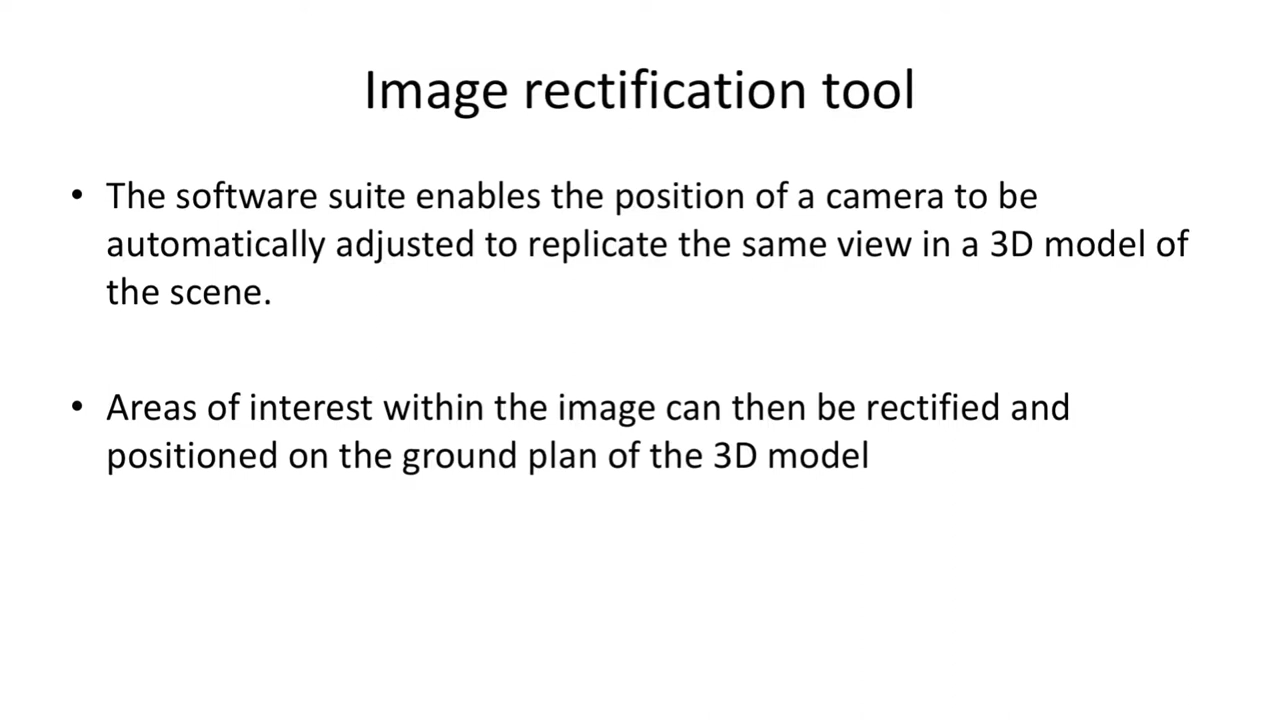 Image rectification tool
• The software suite enables the position of a camera to be
automatically adjusted to replicate the same view in a 3D model of
the scene.
• Areas of interest within the image can then be rectified and
positioned on the ground plan of the 3D model